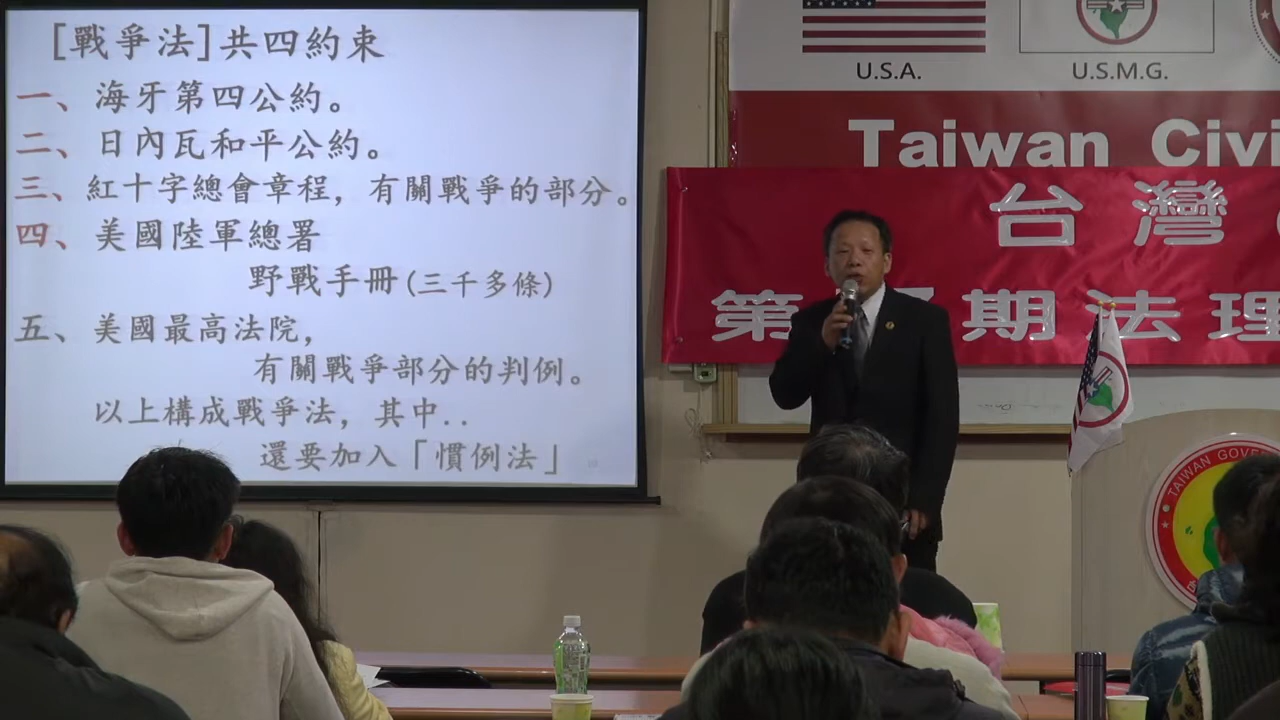 [戰爭法]共四約束
一、海牙第四公約。
二、日內瓦和平公約。
三、紅十字總會章程，有關戰爭的部分。
四、美國陸軍總署
野戰手冊(三千多條)
五、美國最高法院，
有關戰爭部分的判例。
以上構成戰爭法，其中..
還要加入「慣例法」
U.S.A.
U.S.M.G.
Taiwan Civi
台灣
第 期法理
TAIWAN GOVE